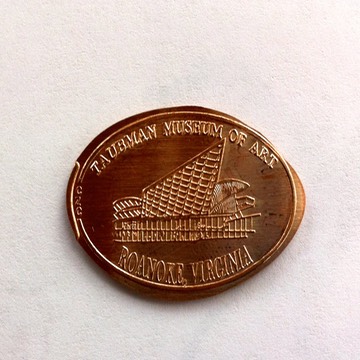 TAUBMAN MUSEUM OF ART
ROANOKE, VIRGINIA